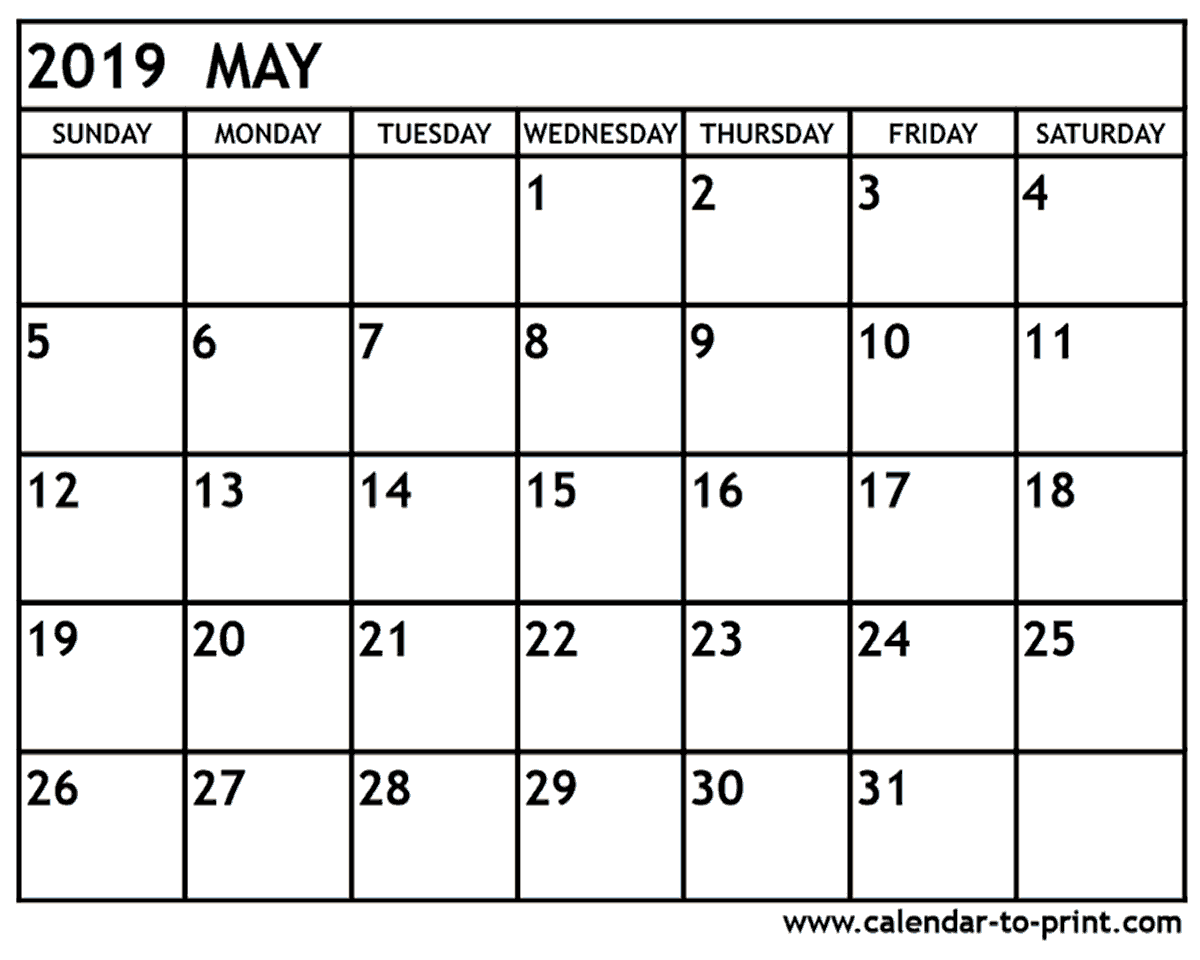 2019 MAY
SUNDAY MONDAY TUESDAY WEDNESDAY THURSDAY FRIDAY SATURDAY
1 2 3 4
5 6 7 8 9 10 11
12 13 14 15 16 17 18
19 20 21 22 23 24 25
26 27 28 29 30 31
www.calendar-to-print.com